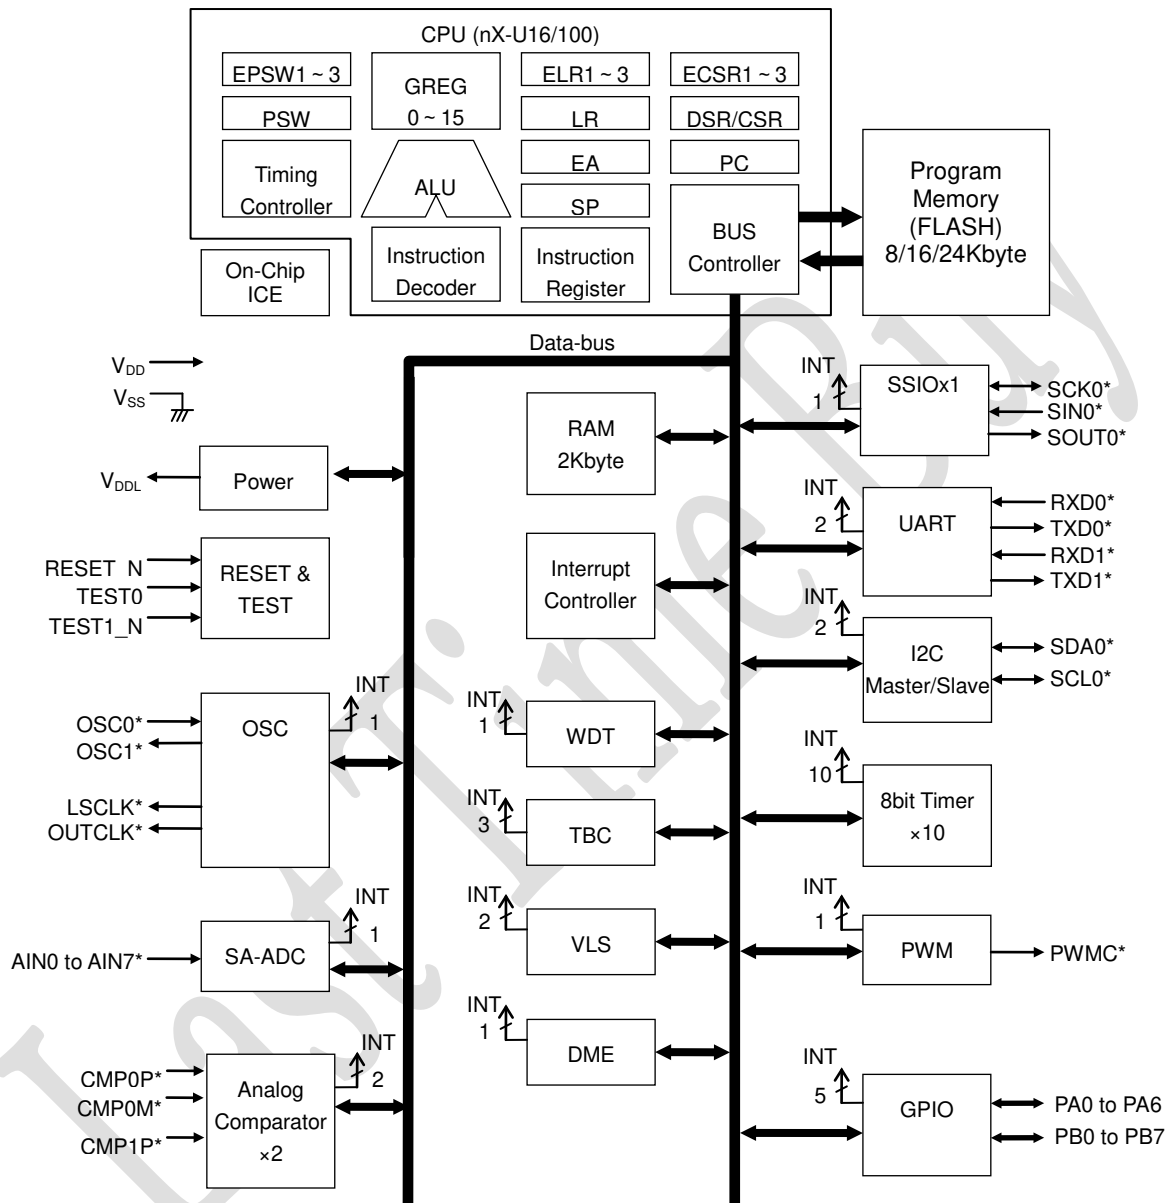 CPU (nX-U16/100)
EPSW1 ~ 3
GREG
0 ~ 15
ELR1 ~ 3
ECSR1 ~ 3
PSW
LR
DSR/CSR
Timing
Controller
ALU
EA
PC
SP
BUS
Controller
Program
Memory
(FLASH)
8/16/24Kbyte
On-Chip
ICE
Instruction
Decoder
Instruction
Register
Data-bus
VDD
VSS
VDDL
Power
RESET_N
TEST0
TEST1_N
RESET &
TEST
OSC0*
OSC1*
LSCLK*
OUTCLK*
OSC
INT
1
AIN0 to AIN7*
SA-ADC
INT
1
CMP0P*
CMP0M*
CMP1P*
Analog
Comparator
×2
INT
2
RAM
2Kbyte
Interrupt
Controller
INT
1
WDT
INT
3
TBC
INT
2
VLS
INT
1
DME
INT
1
SSIOx1
SCK0*
SIN0*
SOUT0*
INT
2
UART
RXD0*
TXD0*
RXD1*
TXD1*
INT
2
I2C
Master/Slave
SDA0*
SCL0*
INT
10
8bit Timer
×10
INT
1
PWM
PWMC*
INT
5
GPIO
PA0 to PA6
PB0 to PB7
Last Time Buy